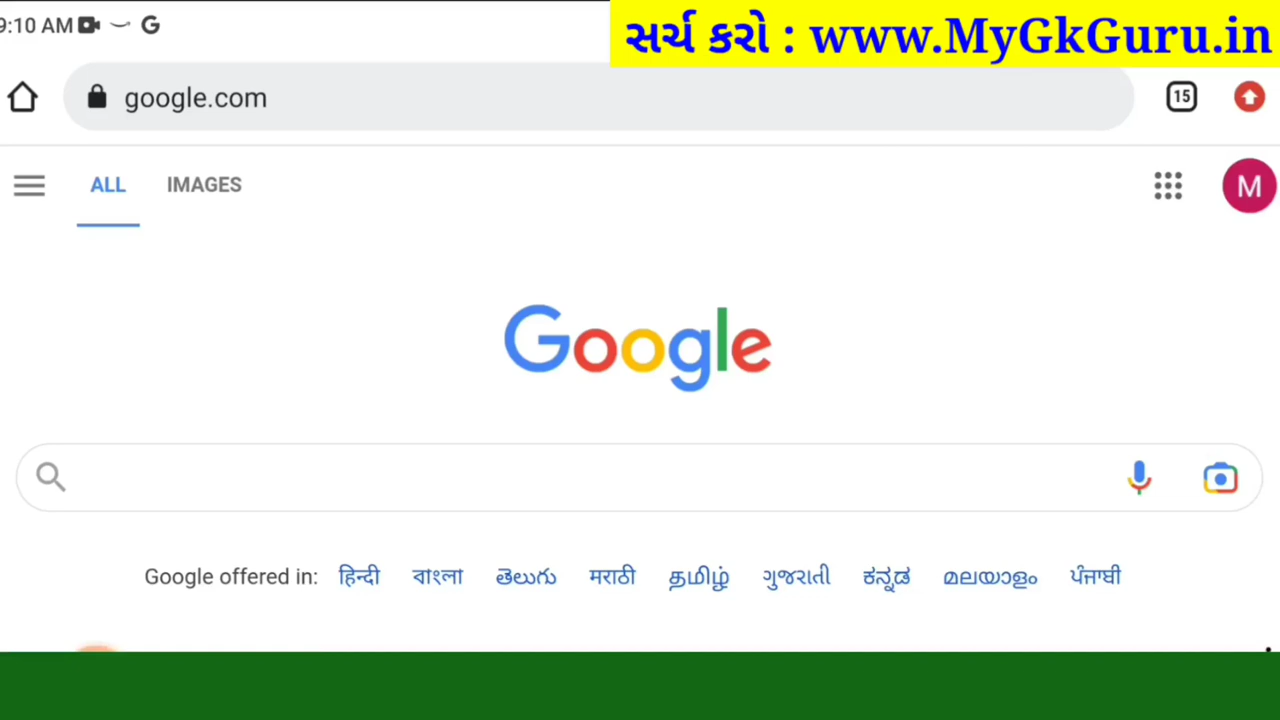 9:10 AM G
સર્ચ કરો : www.MyGkGuru.in
google.com
15
ALL IMAGES
M
Google
Google offered in: हिन्दी বাংলা తెలుగు मराठी தமிழ் ગુજરાતી ಕನ್ನಡ മലയാളം ਪੰਜਾਬੀ